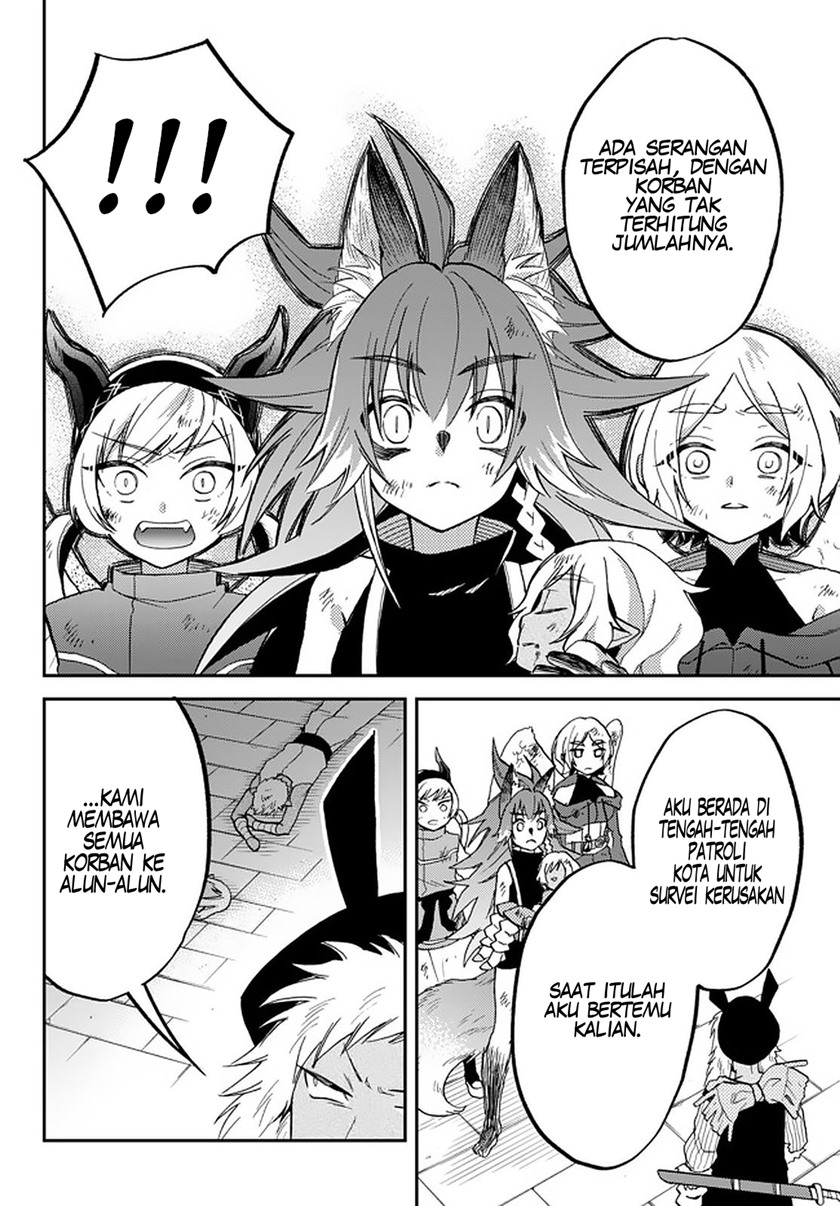 ADA SERANGAN
TERPISAH, DENGAN
KORBAN
YANG TAK
TERHITUNG
JUMLAHNYA.
!!!
AKU BERADA DI
TENGAH-TENGAH
PATROLI
KOTA UNTUK
SURVEI KERUSAKAN
SAAT ITULAH
AKU BERTEMU
KALIAN.
...KAMI
MEMBAWA
SEMUA
KORBAN KE
ALUN-ALUN.